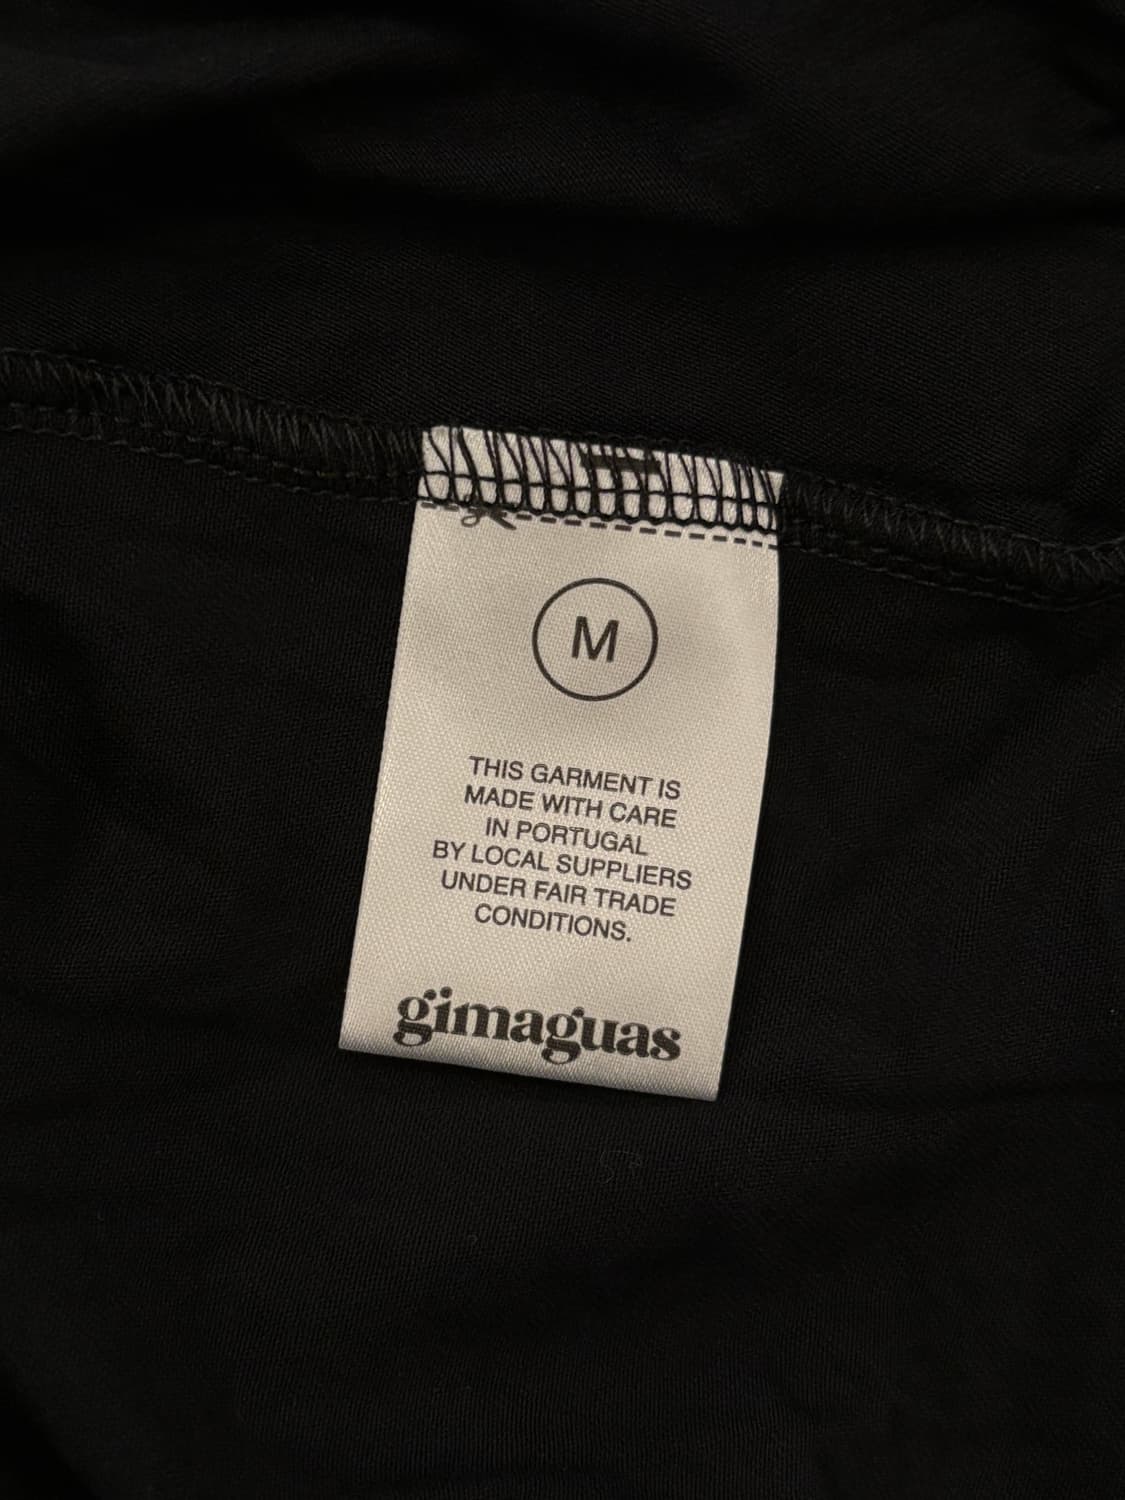 M
THIS GARMENT IS
MADE WITH CARE
IN PORTUGAL
BY LOCAL SUPPLIERS
UNDER FAIR TRADE
CONDITIONS.
gimaguas